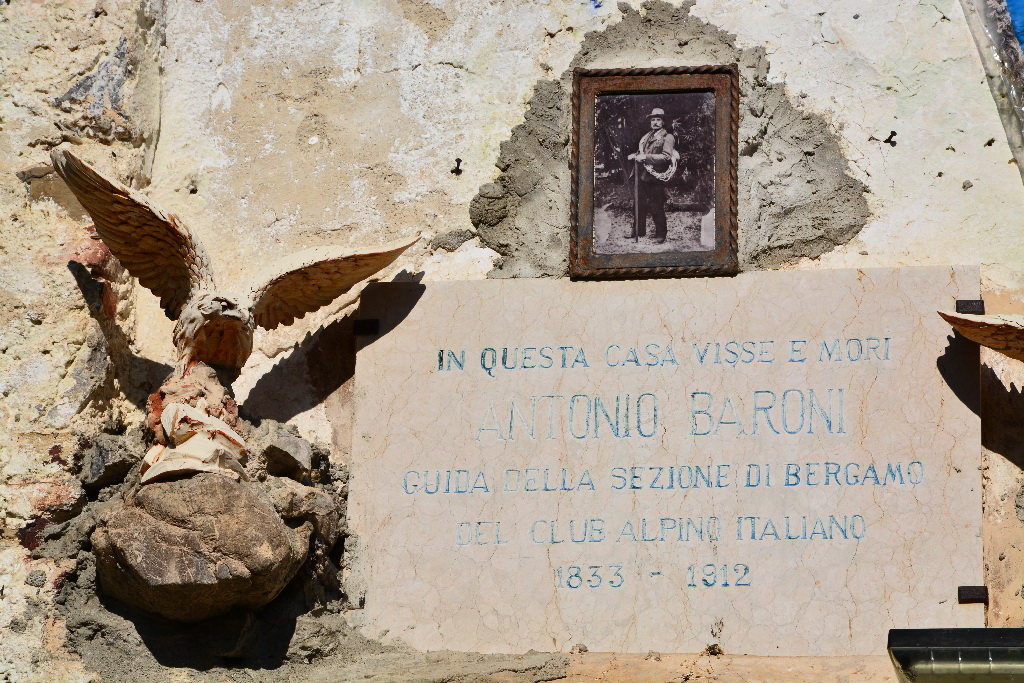 IN QUESTA CASA VISSE E MORI
ANTONIO BARONI
GUIDA DELLA SEZIONE DI BERGAMO
DEL CLUB ALPINO ITALIANO
1833 - 1912